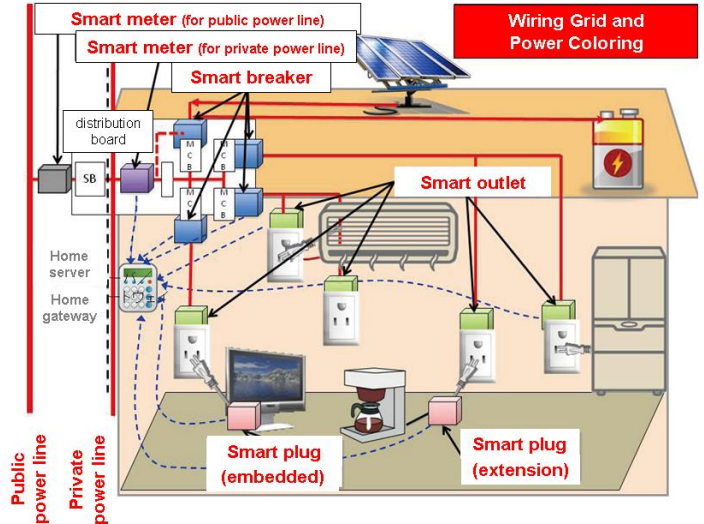 Smart meter (for public power line)
Smart meter (for private power line)
Smart breaker
Wiring Grid and
Power Coloring
distribution
board
SB
M
C
B
M
C
B
M
C
B
M
C
B
Smart outlet
Home
server
Home
gateway
Smart plug
(embedded)
Smart plug
(extension)
Public
power line
Private
power line